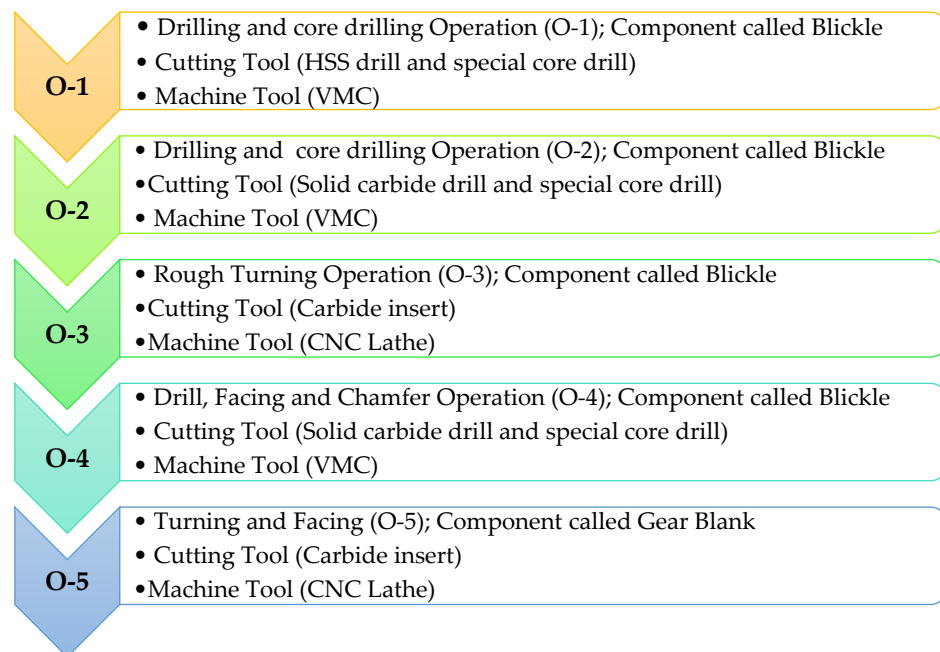 O-1
• Drilling and core drilling Operation (O-1); Component called Blickle
• Cutting Tool (HSS drill and special core drill)
• Machine Tool (VMC)
O-2
• Drilling and core drilling Operation (O-2); Component called Blickle
•Cutting Tool (Solid carbide drill and special core drill)
• Machine Tool (VMC)
O-3
• Rough Turning Operation (O-3); Component called Blickle
•Cutting Tool (Carbide insert)
•Machine Tool (CNC Lathe)
O-4
• Drill, Facing and Chamfer Operation (O-4); Component called Blickle
• Cutting Tool (Solid carbide drill and special core drill)
• Machine Tool (VMC)
O-5
• Turning and Facing (O-5); Component called Gear Blank
• Cutting Tool (Carbide insert)
•Machine Tool (CNC Lathe)